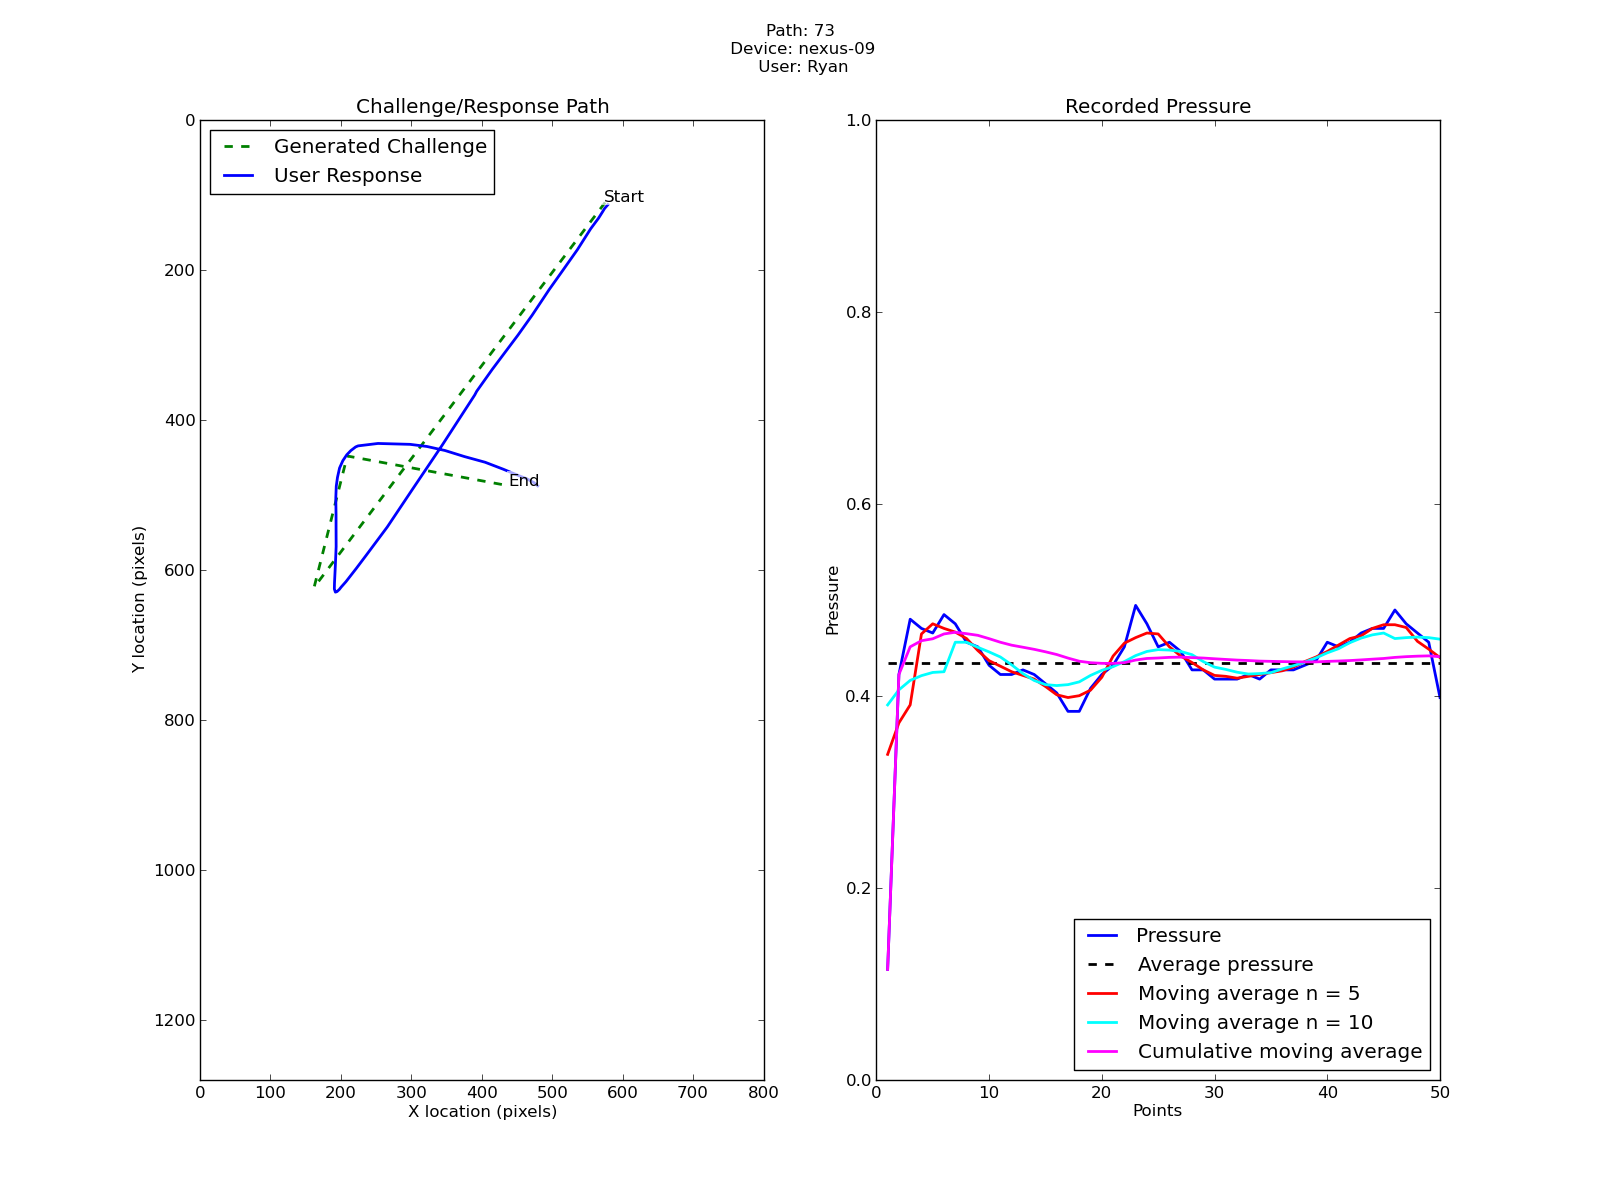 Path: 73
Device: nexus-09
User: Ryan
Challenge/Response Path
Generated Challenge
User Response
Start
End
0
200
400
600
800
1000
1200
Y location (pixels)
0 100 200 300 400 500 600 700 800
X location (pixels)
Recorded Pressure
1.0
0.8
0.6
0.4
0.2
0.0
Pressure
Pressure
Average pressure
Moving average n = 5
Moving average n = 10
Cumulative moving average
0 10 20 30 40 50
Points